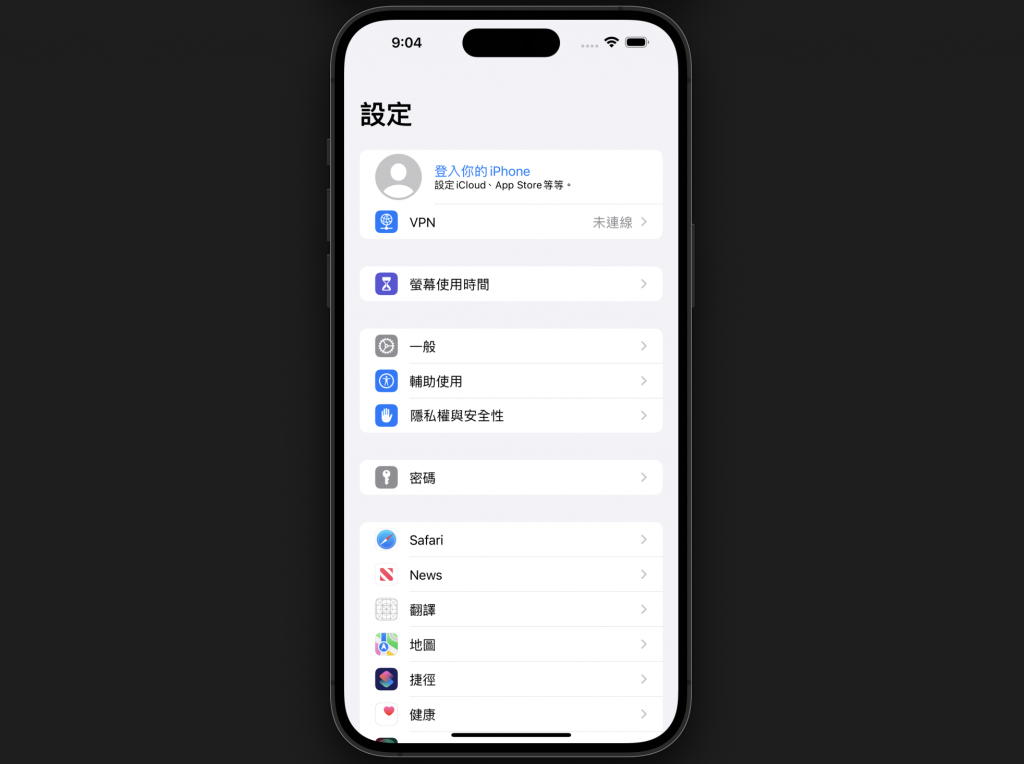 9:04
設定
登入你的 iPhone
設定 iCloud、App Store 等等。
VPN 未連線
螢幕使用時間
一般
輔助使用
隱私權與安全性
密碼
Safari
News
翻譯
地圖
捷徑
健康